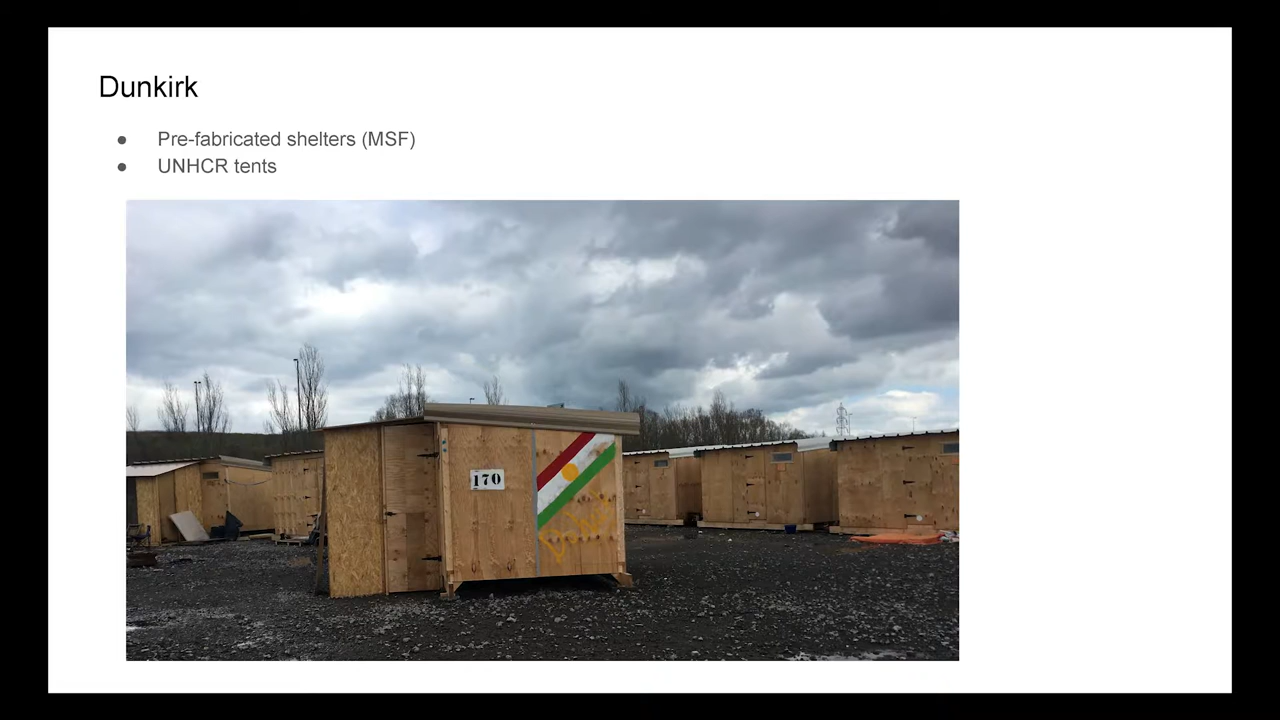 Dunkirk
● Pre-fabricated shelters (MSF)
● UNHCR tents
170